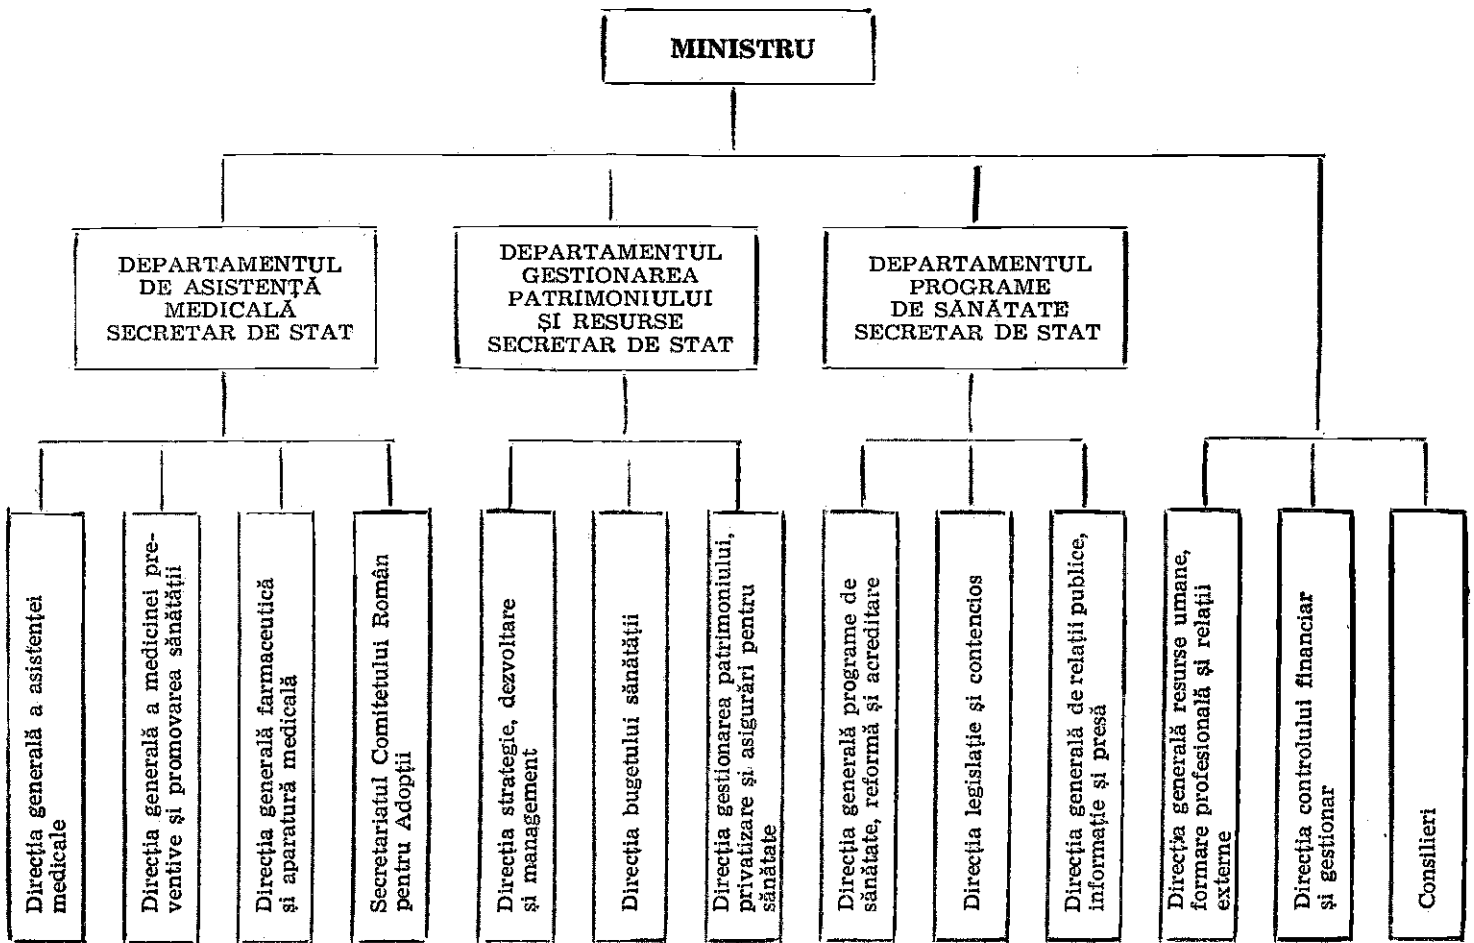 MINISTRU
DEPARTAMENTUL
DE ASISTENȚĂ
MEDICALĂ
SECRETAR DE STAT
DEPARTAMENTUL
GESTIONAREA
PATRIMONIULUI
ȘI RESURSE
SECRETAR DE STAT
DEPARTAMENTUL
PROGRAME
DE SĂNĂTATE
SECRETAR DE STAT
Direcția generală a asistenței
medicale
Direcția generală a medicinei pre-
ventive și promovarea sănătății
Direcția generală farmaceutică
și aparatură medicală
Secretariatul Comitetului Român
pentru Adopții
Direcția strategie, dezvoltare
și management
Direcția bugetului sănătății
Direcția gestionarea patrimoniului,
privatizare și asigurări pentru
sănătate
Direcția generală programe de
sănătate, reformă și acreditare
Direcția legislație și contencios
Direcția generală de relații publice,
informație și presă
Direcția generală resurse umane,
formare profesională și relații
externe
Direcția controlului financiar
și gestionar
Consilieri